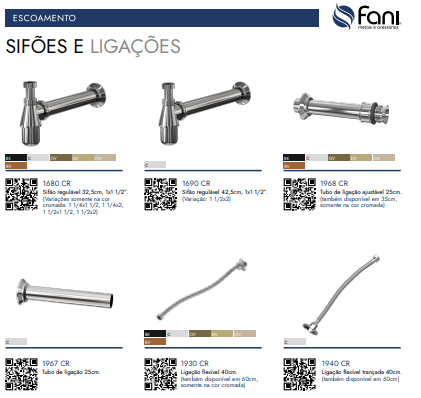 ESCOAMENTO
fani
metais e acessórios
SIFÕES E LIGAÇÕES
BK C GV DV GH
RV
C
BK C GV DV GH
RV
1680 CR
Sifão regulável 32,5cm, 1x1 1/2".
(Variações somente na cor
cromada: 1 1/4x1 1/2, 1 1/4x2,
1 1/2x1 1/2, 1 1/2x2)
1690 CR
Sifão regulável 42,5cm, 1x1 1/2".
(Variação: 1 1/2x2)
1968 CR
Tubo de ligação ajustável 25cm.
(também disponível em 35cm,
somente na cor cromada)
C
BK C GV DV
RV
C
1967 CR
Tubo de ligação 25cm.
1930 CR
Ligação flexível 40cm.
(também disponível em 60cm,
somente na cor cromada)
1940 CR
Ligação flexível trançada 40cm.
(também disponível em 60cm)